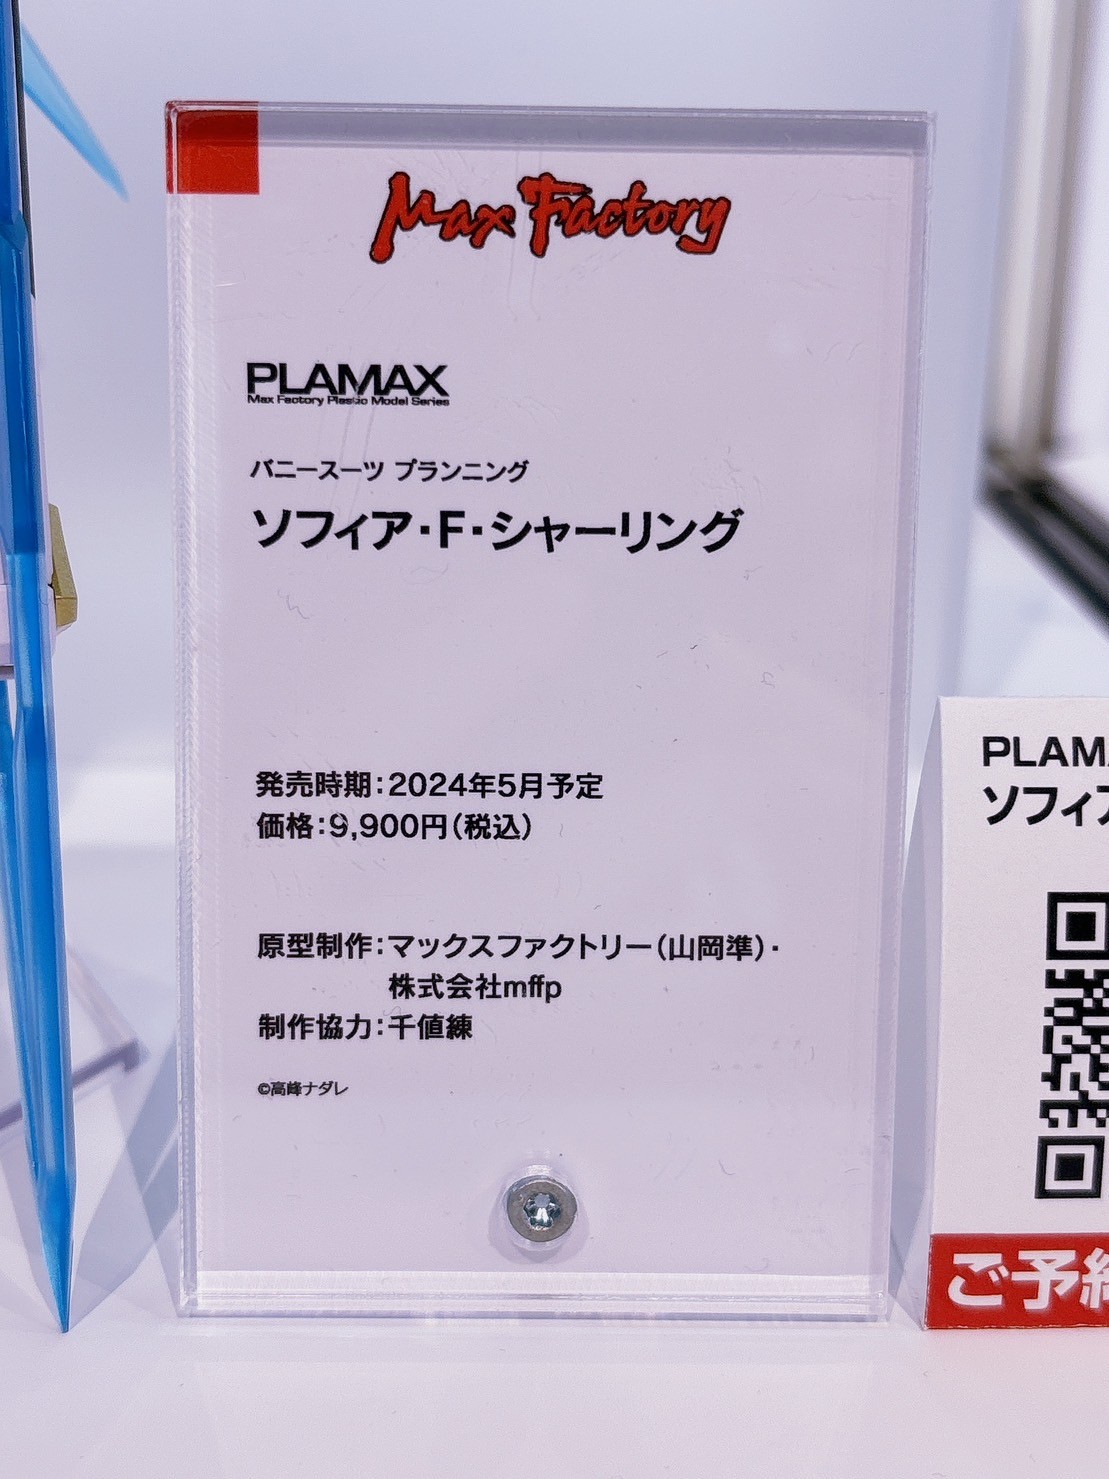 Max Factory
PLAMAX
Max Factory Plastic Model Series
バニースーツ プランニング
ソフィア・F・シャーリング
発売時期：2024年5月予定
価格：9,900円（税込）
原型制作：マックスファクトリー（山岡準）・
株式会社mffp
制作協力：千値練
©高峰ナダレ
PLAM
ソフィア
ご予約